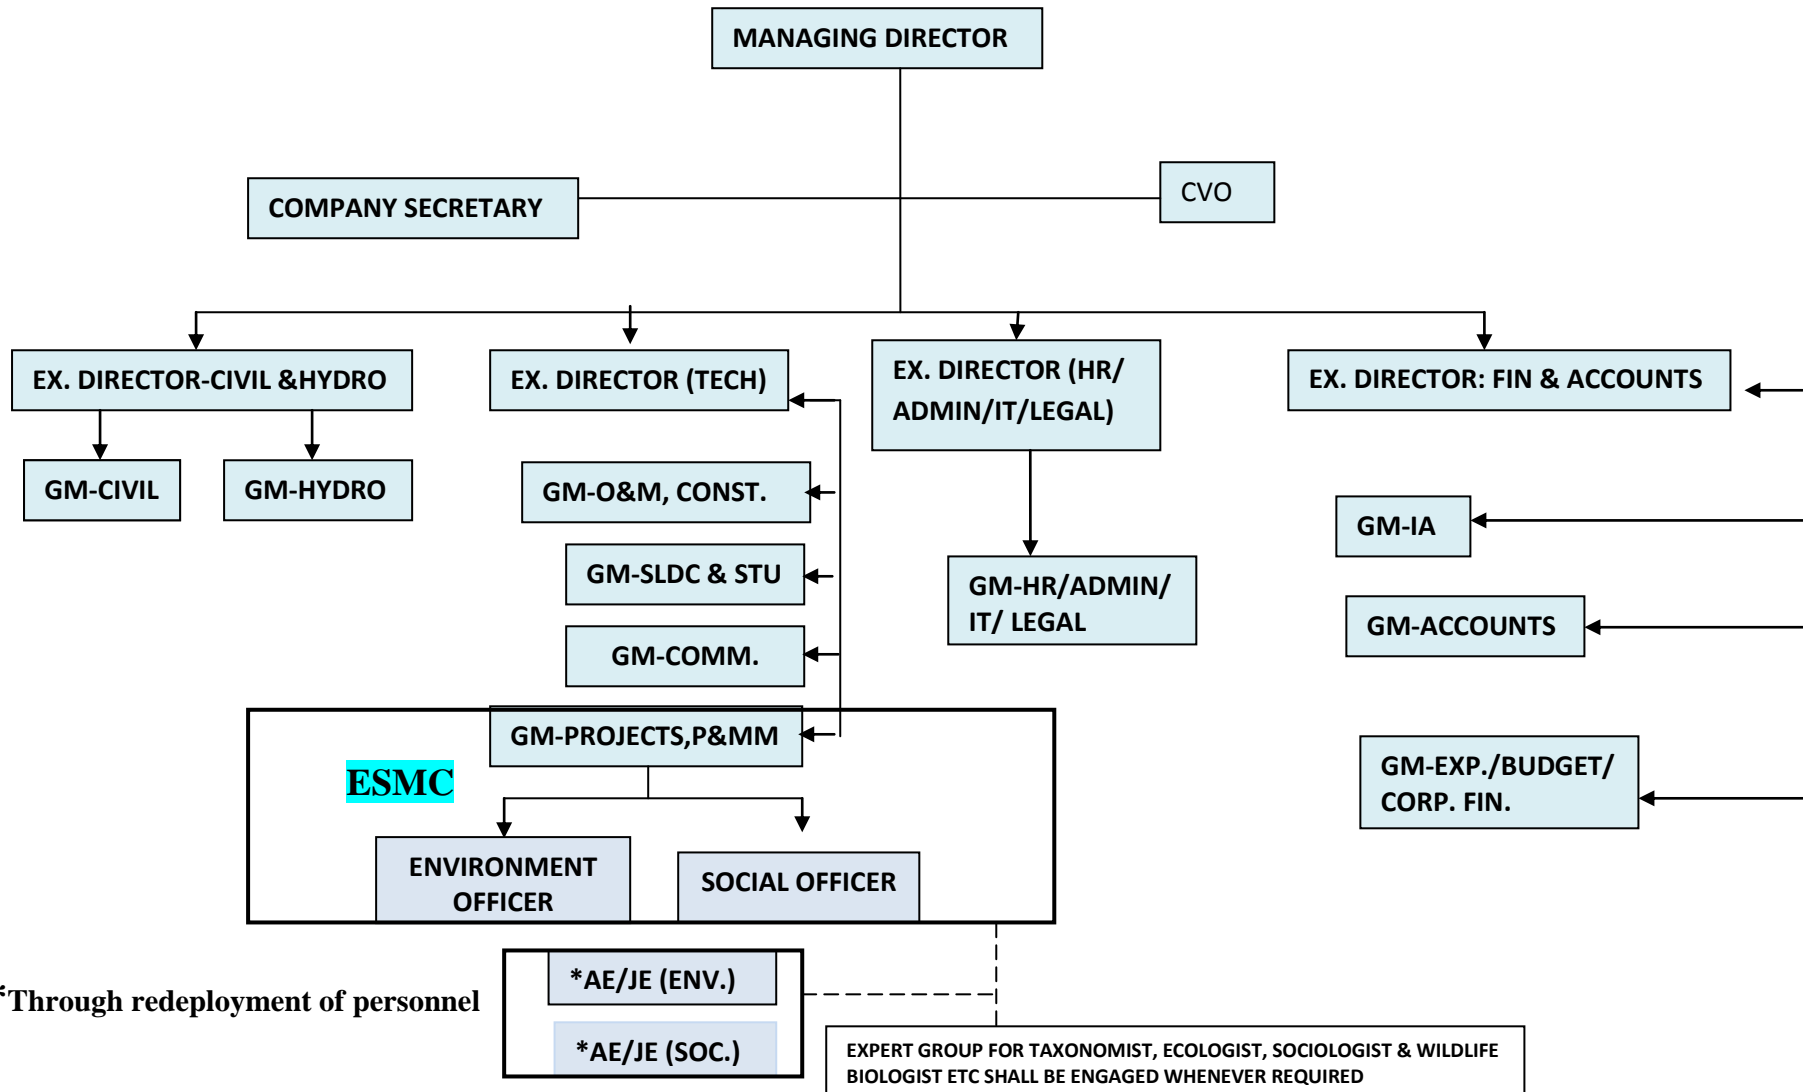 MANAGING DIRECTOR
COMPANY SECRETARY
CVO
EX. DIRECTOR-CIVIL &HYDRO
EX. DIRECTOR (TECH)
EX. DIRECTOR (HR/
ADMIN/IT/LEGAL)
EX. DIRECTOR: FIN & ACCOUNTS
GM-CIVIL
GM-HYDRO
GM-O&M, CONST.
GM-SLDC & STU
GM-COMM.
GM-PROJECTS,P&MM
GM-HR/ADMIN/
IT/ LEGAL
GM-IA
GM-ACCOUNTS
GM-EXP./BUDGET/
CORP. FIN.
ESMC
ENVIRONMENT
OFFICER
SOCIAL OFFICER
*Through redeployment of personnel
*AE/JE (ENV.)
*AE/JE (SOC.)
EXPERT GROUP FOR TAXONOMIST, ECOLOGIST, SOCIOLOGIST & WILDLIFE
BIOLOGIST ETC SHALL BE ENGAGED WHENEVER REQUIRED